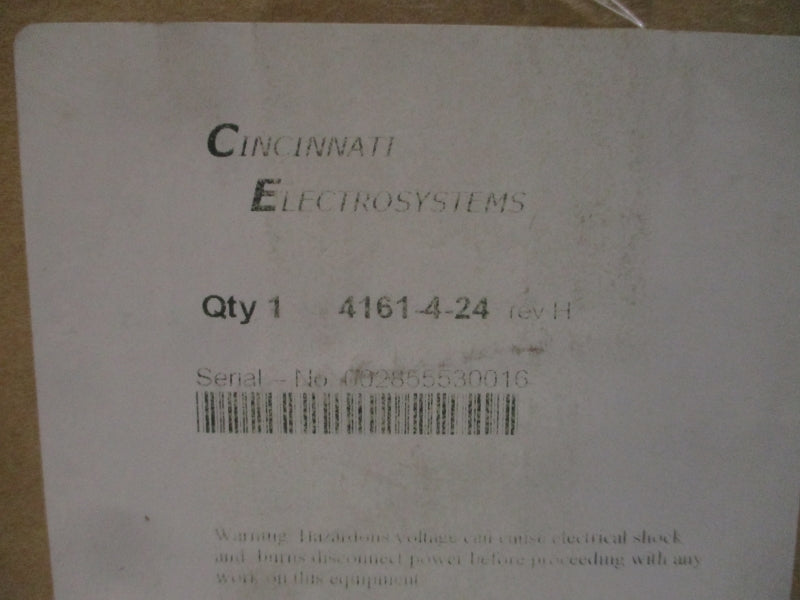 CINCINNATI
ELECTROSYSTEMS
Qty 1 4161-4-24 rev H
Serial - No 002855530016
Warning: Hazardous voltage can cause electrical shock
and burns disconnect power before proceeding with any
work on this equipment